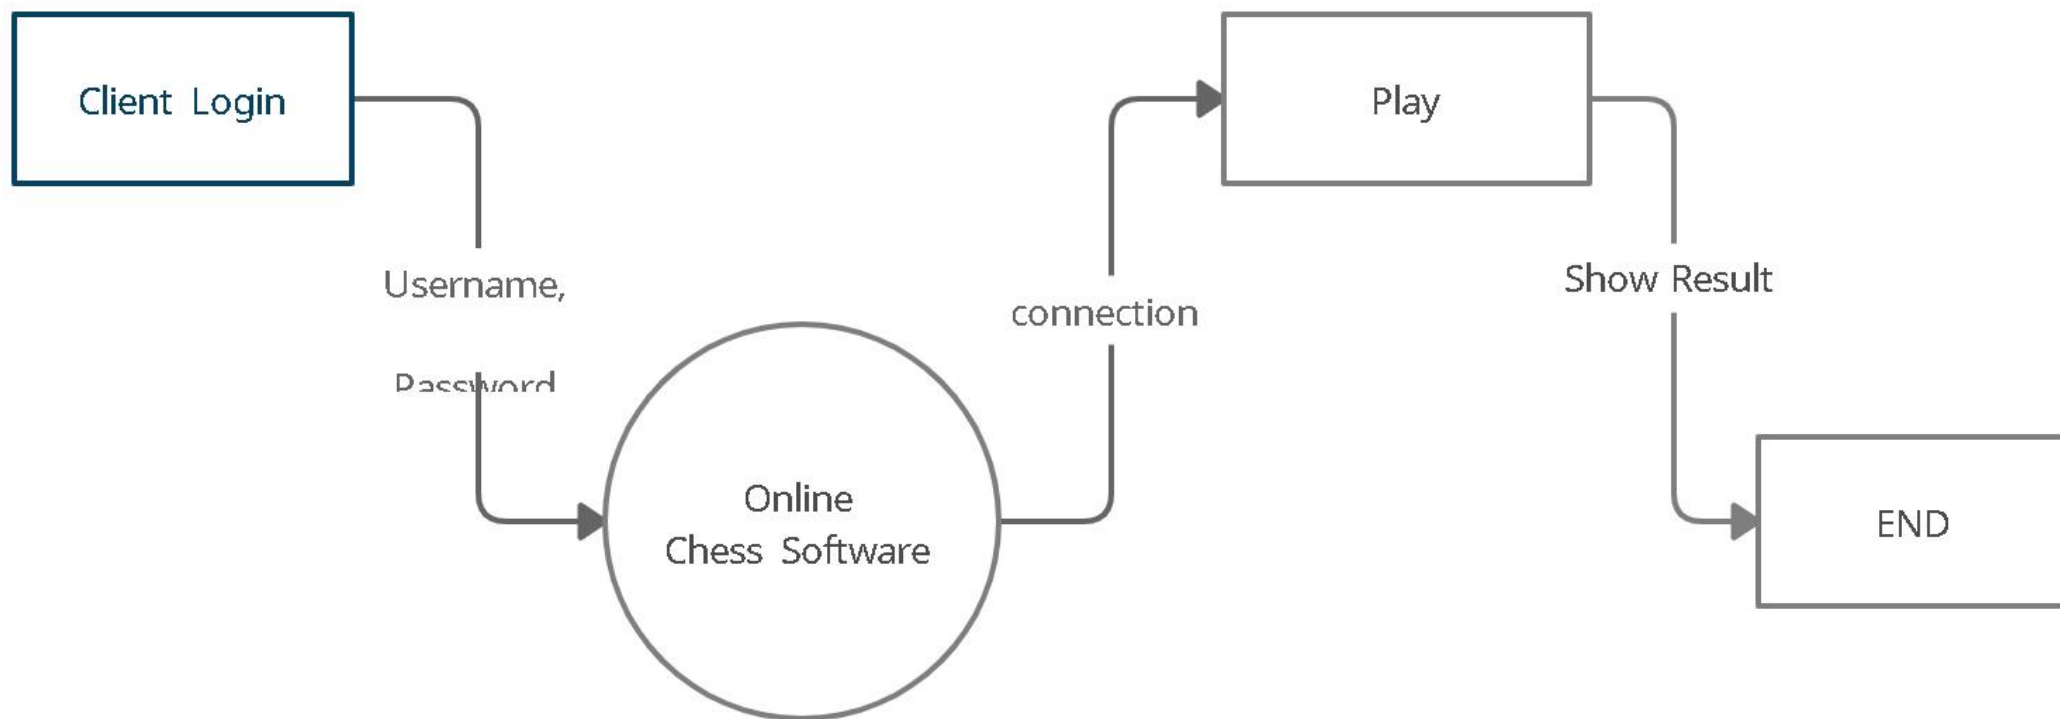 Client Login
Username,
Password
Online
Chess Software
connection
Play
Show Result
END